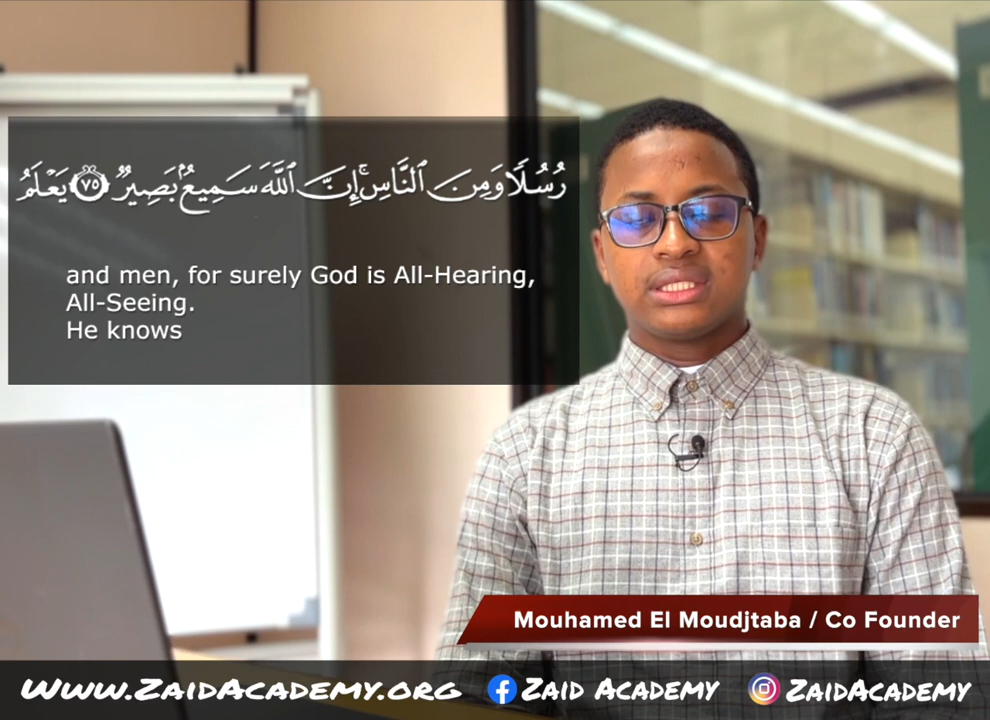 رُسُلًا وَمِنَ ٱلنَّاسِ ۚ إِنَّ ٱللَّهَ سَمِيعٌۢ بَصِيرٌ ۝٧٥ يَعْلَمُ
and men, for surely God is All-Hearing,
All-Seeing.
He knows
Mouhamed El Moudjtaba / Co Founder
Www.ZaidAcademy.org Zaid Academy ZaidAcademy